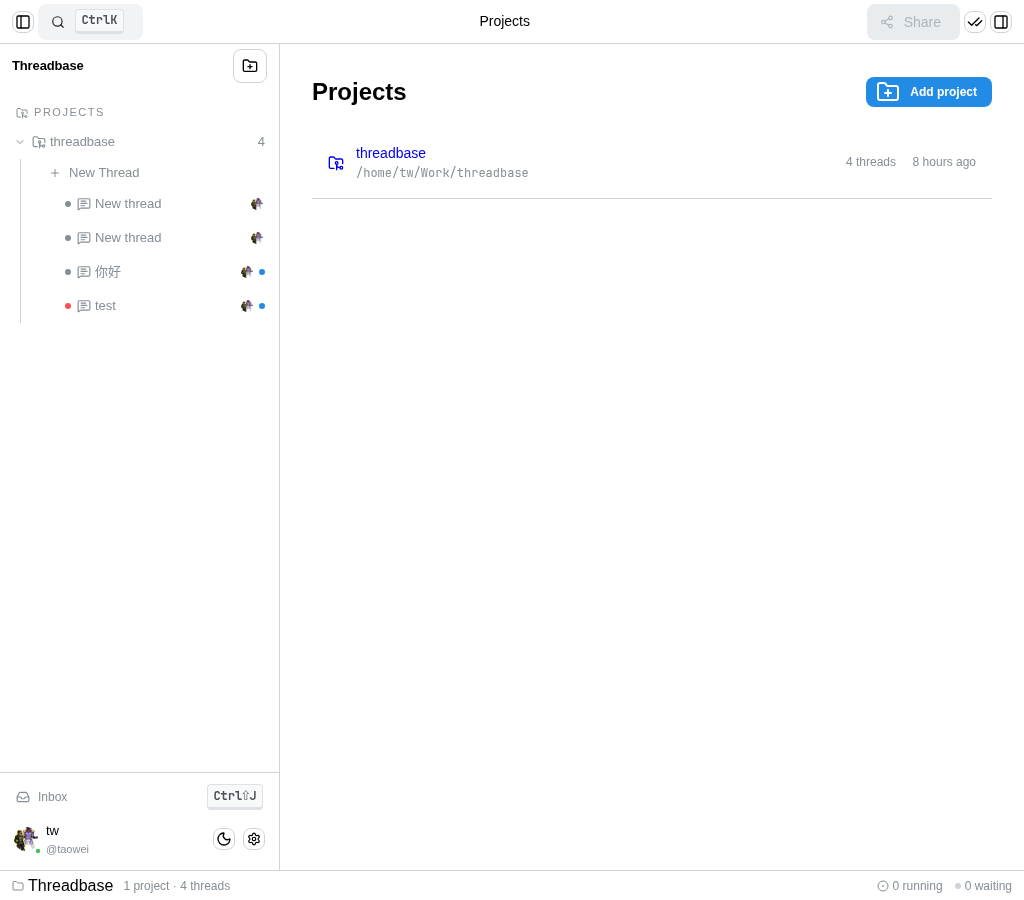 CtrlK
Projects
Share
Threadbase
PROJECTS
threadbase 4
New Thread
New thread
New thread
你好
test
Projects
Add project
threadbase
/home/tw/Work/threadbase
4 threads 8 hours ago
Inbox
Ctrl⇧J
tw
@taowei
Threadbase 1 project · 4 threads
0 running 0 waiting